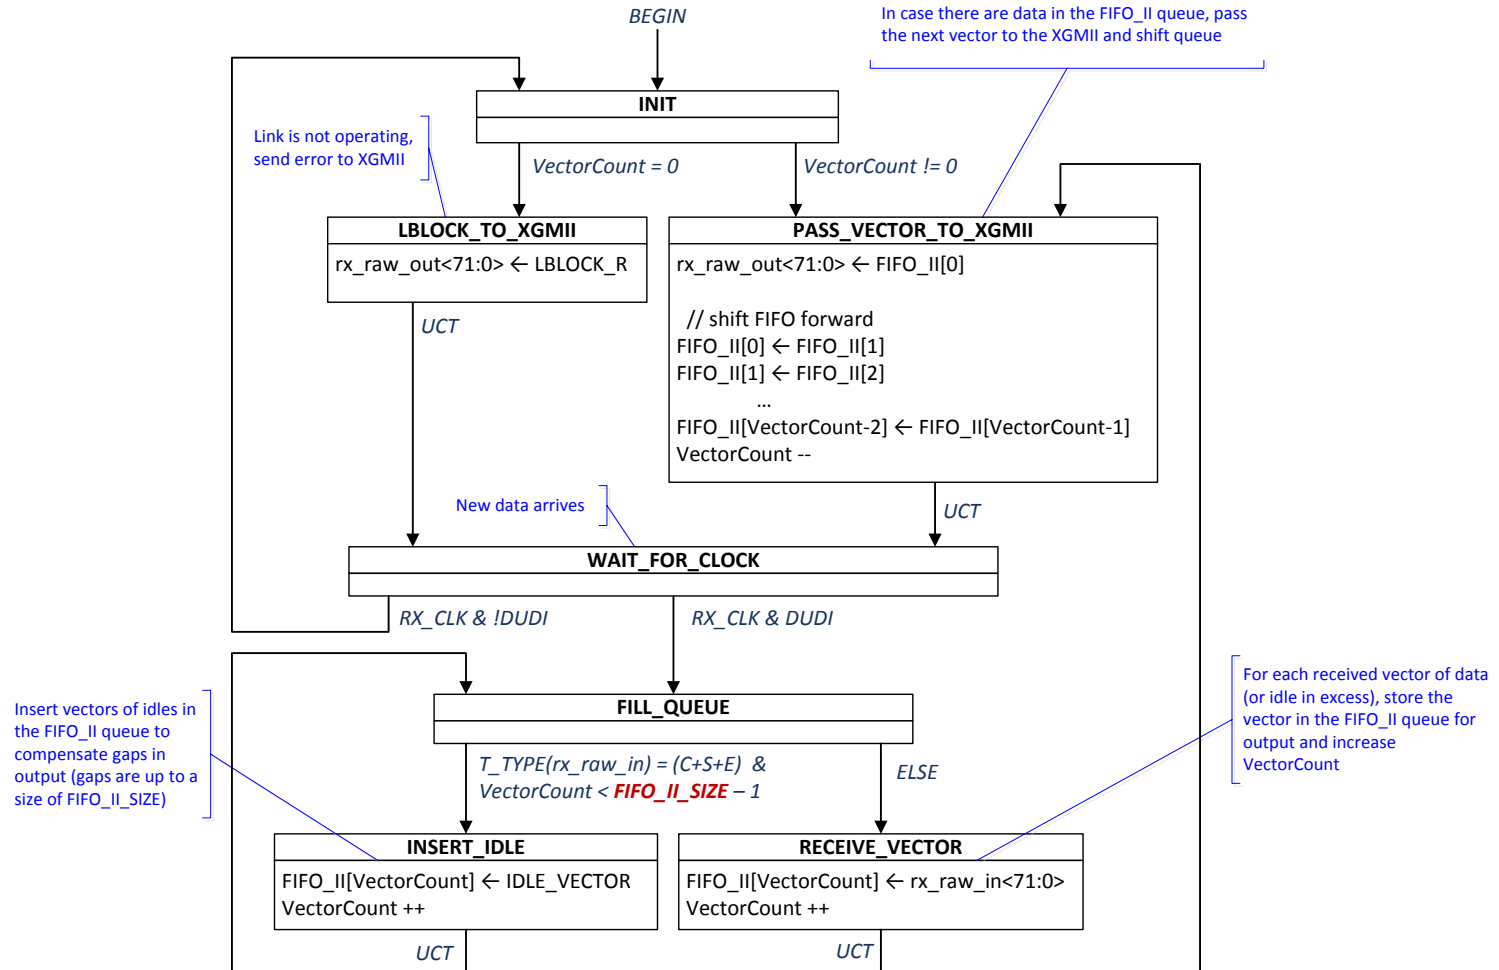 BEGIN
In case there are data in the FIFO_II queue, pass
the next vector to the XGMII and shift queue
INIT
Link is not operating,
send error to XGMII
VectorCount = 0
VectorCount != 0
LBLOCK_TO_XGMII
rx_raw_out<71:0> ← LBLOCK_R
PASS_VECTOR_TO_XGMII
rx_raw_out<71:0> ← FIFO_II[0]
// shift FIFO forward
FIFO_II[0] ← FIFO_II[1]
FIFO_II[1] ← FIFO_II[2]
...
FIFO_II[VectorCount-2] ← FIFO_II[VectorCount-1]
VectorCount --
UCT
New data arrives
UCT
WAIT_FOR_CLOCK
RX_CLK & !DUDI
RX_CLK & DUDI
FILL_QUEUE
Insert vectors of idles in
the FIFO_II queue to
compensate gaps in
output (gaps are up to a
size of FIFO_II_SIZE)
For each received vector of data
(or idle in excess), store the
vector in the FIFO_II queue for
output and increase
VectorCount
T_TYPE(rx_raw_in) = (C+S+E) &
VectorCount < FIFO_II_SIZE – 1
ELSE
INSERT_IDLE
FIFO_II[VectorCount] ← IDLE_VECTOR
VectorCount ++
RECEIVE_VECTOR
FIFO_II[VectorCount] ← rx_raw_in<71:0>
VectorCount ++
UCT
UCT